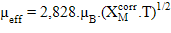 μeff = 2,828.μB.(XMcorr.T)1/2